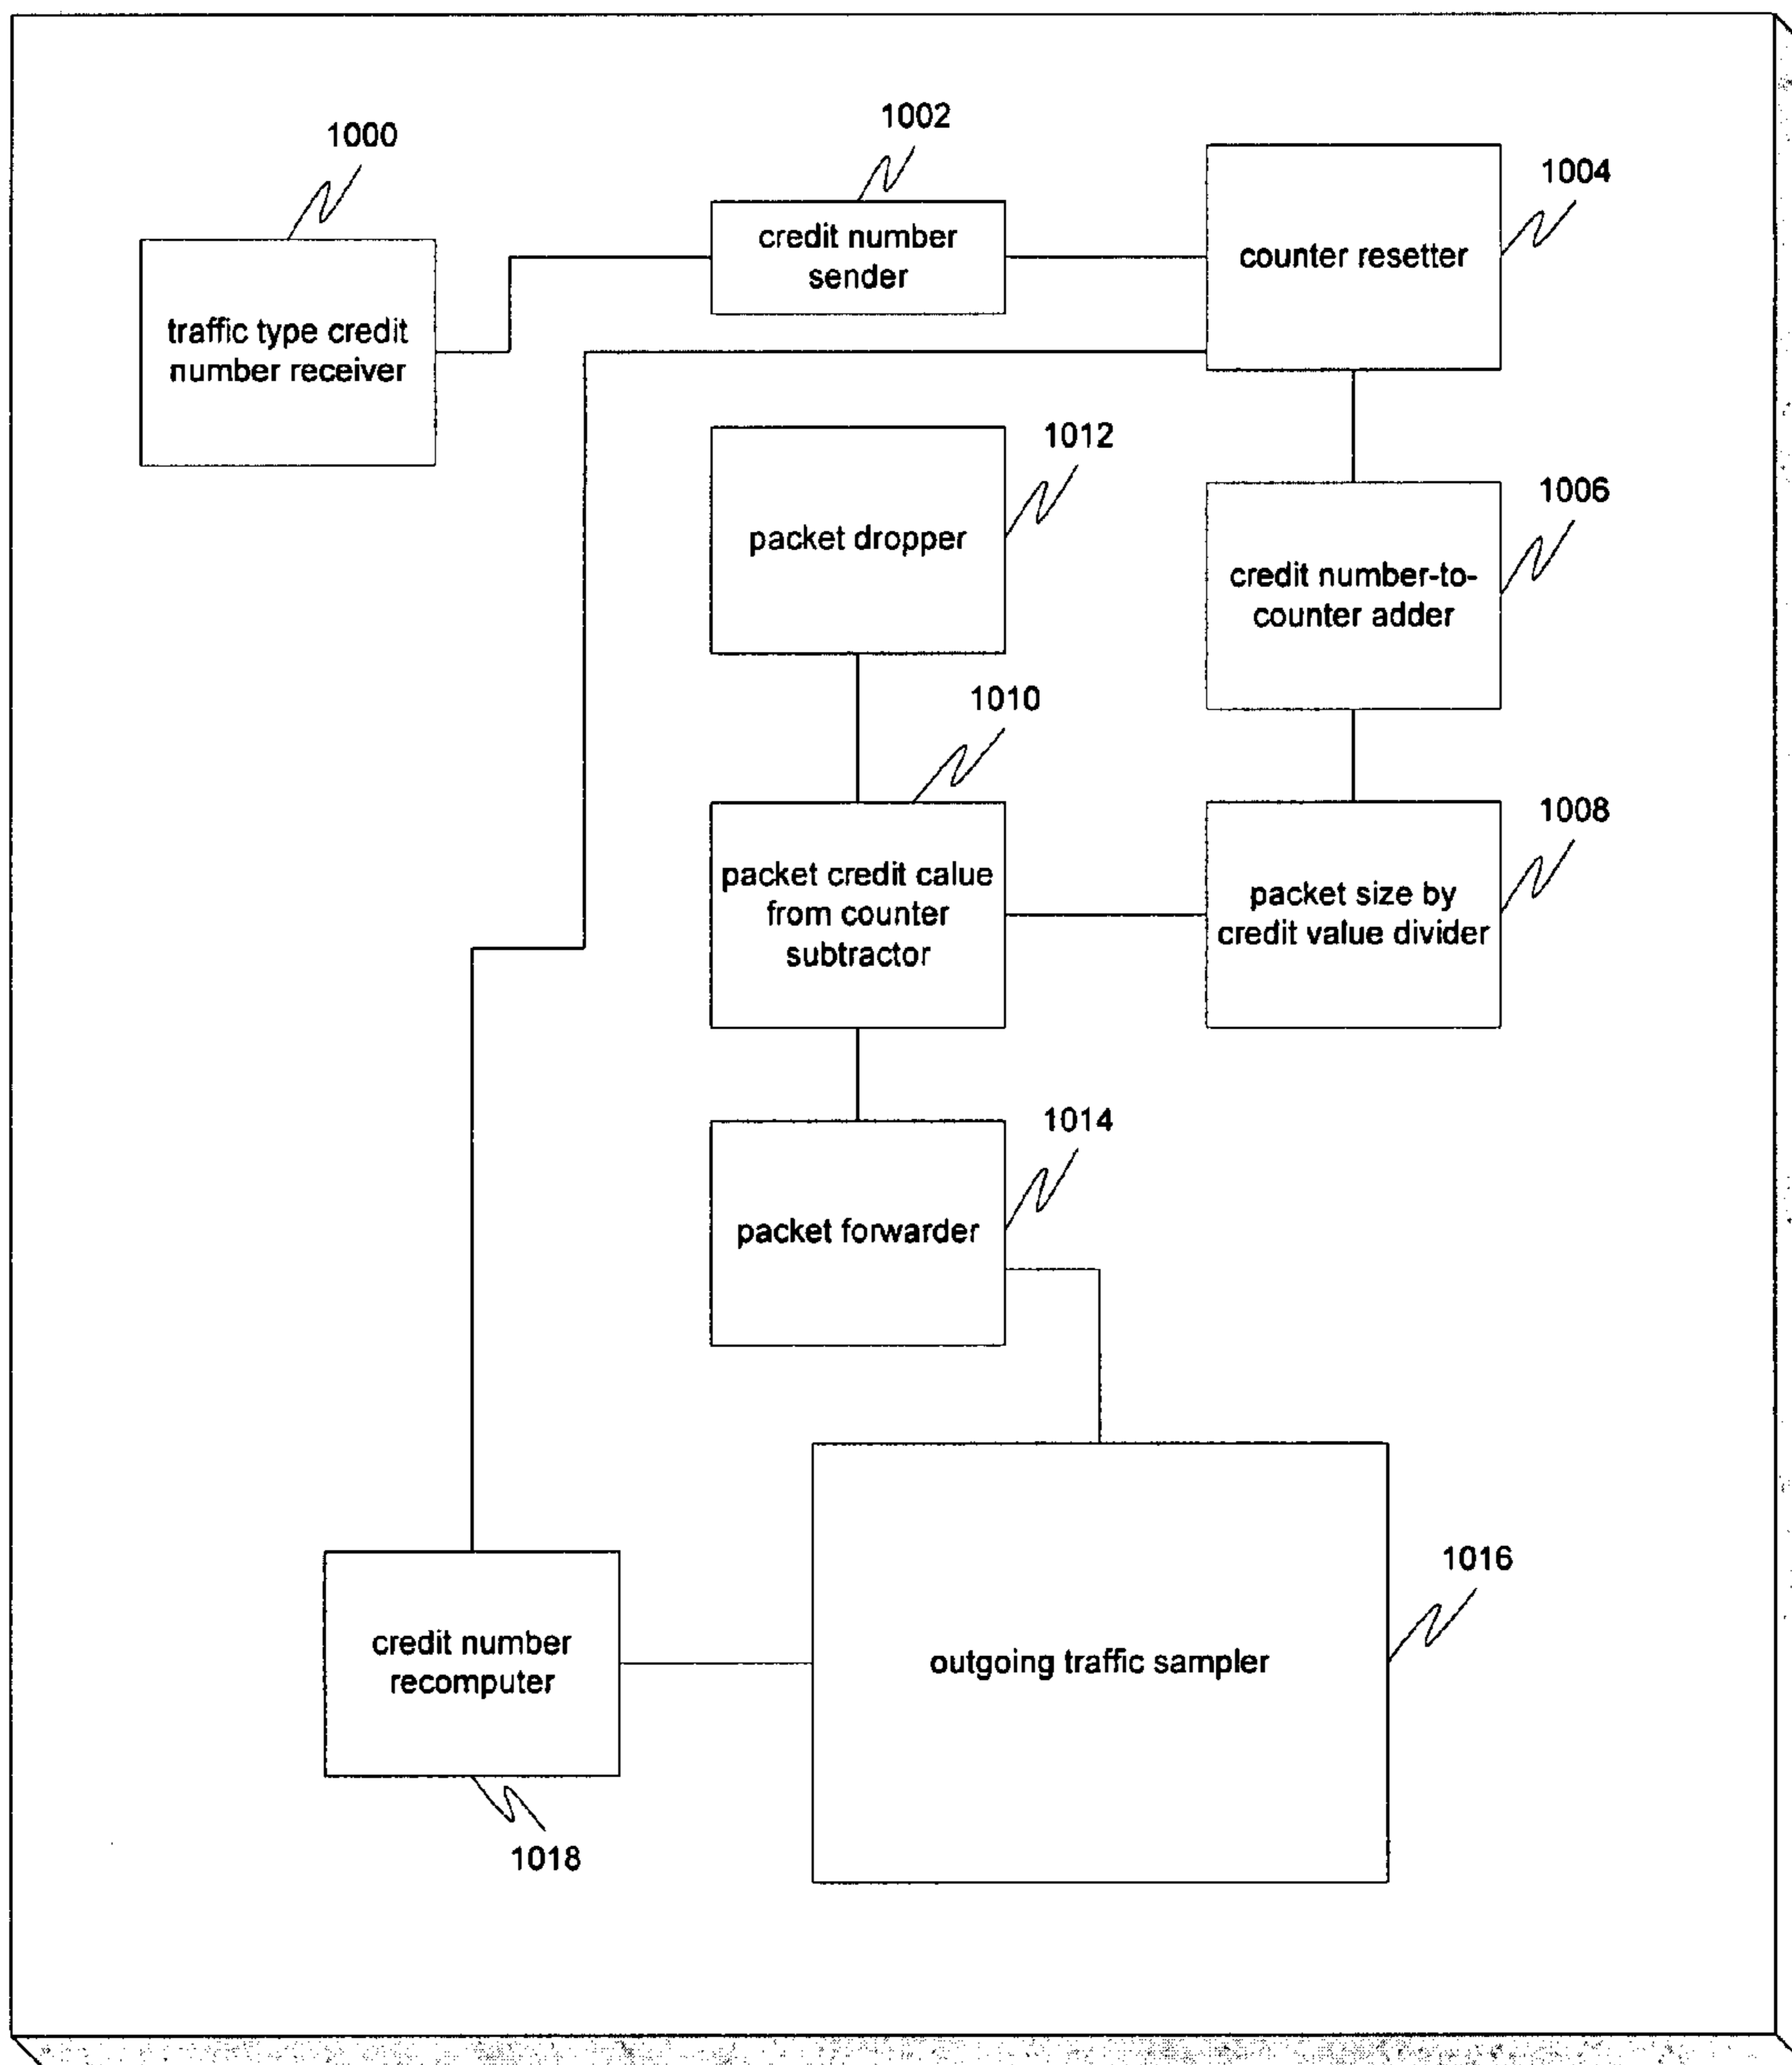 1000
1002
1004
traffic type credit
number receiver
credit number
sender
counter resetter
1012
packet dropper
1006
credit number-to-
counter adder
1010
packet credit calue
from counter
subtractor
1008
packet size by
credit value divider
1014
packet forwarder
1016
outgoing traffic sampler
credit number
recomputer
1018